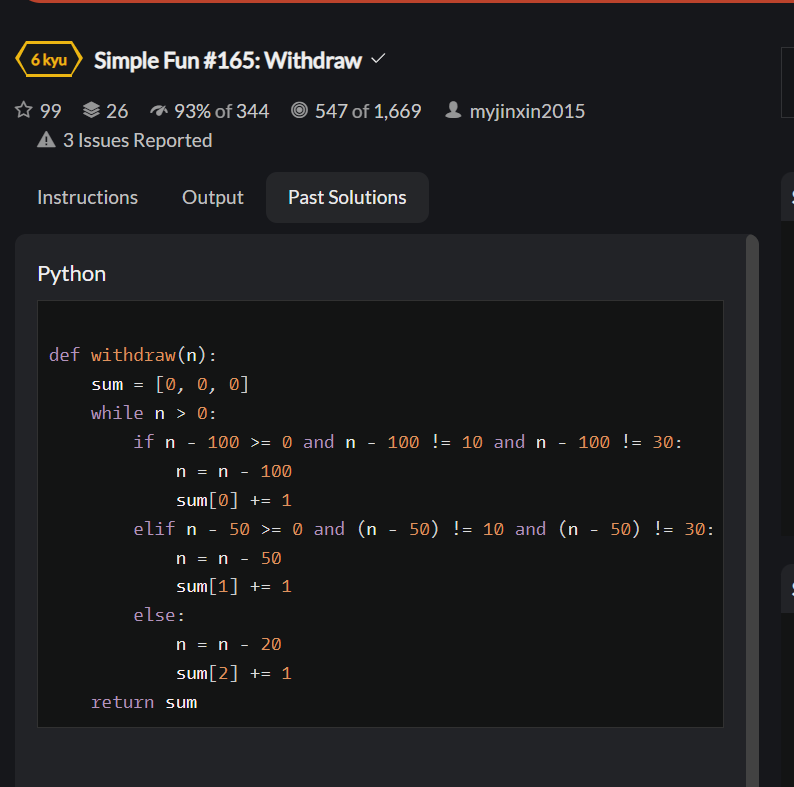 6 kyu Simple Fun #165: Withdraw
99 26 93% of 344 547 of 1,669 myjinxin2015
3 Issues Reported
Instructions Output Past Solutions
Python
def withdraw(n):
    sum = [0, 0, 0]
    while n > 0:
        if n - 100 >= 0 and n - 100 != 10 and n - 100 != 30:
            n = n - 100
            sum[0] += 1
        elif n - 50 >= 0 and (n - 50) != 10 and (n - 50) != 30:
            n = n - 50
            sum[1] += 1
        else:
            n = n - 20
            sum[2] += 1
    return sum